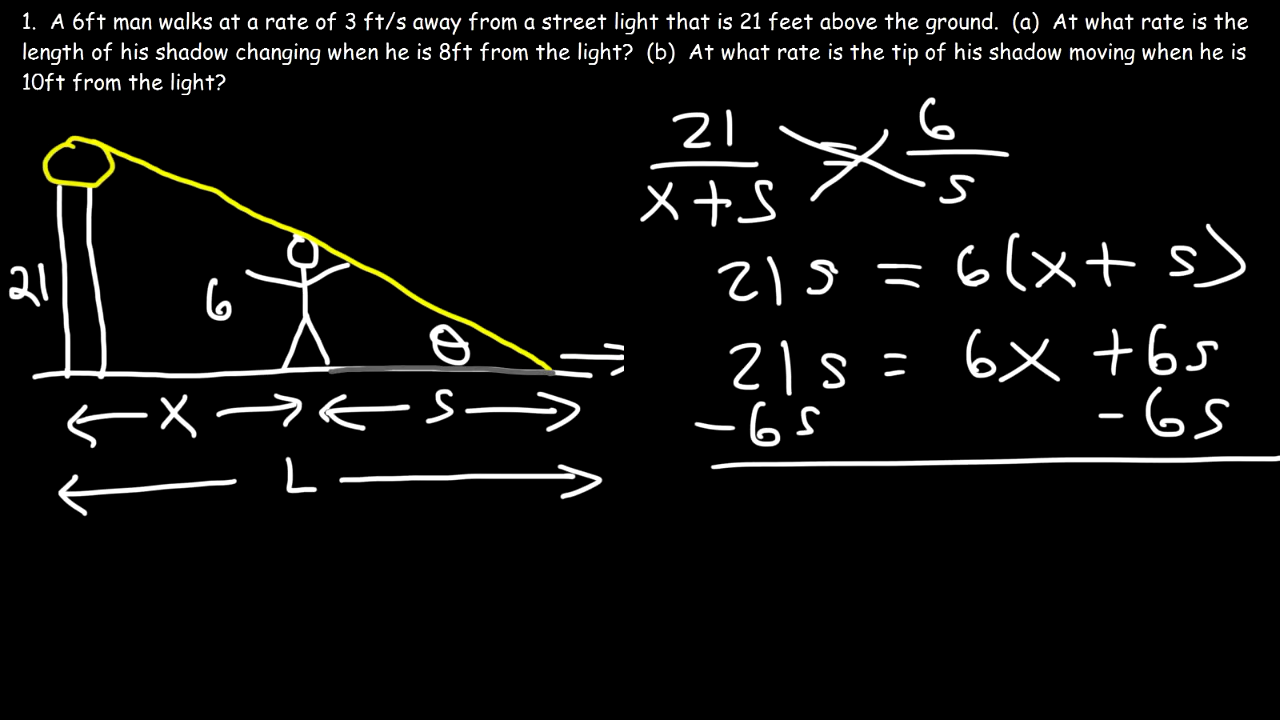 1. A 6ft man walks at a rate of 3 ft/s away from a street light that is 21 feet above the ground. (a) At what rate is the
length of his shadow changing when he is 8ft from the light? (b) At what rate is the tip of his shadow moving when he is
10ft from the light?
21
6
θ
x
s
L
21/(x+s) = 6/s
21s = 6(x+s)
21s = 6x + 6s
-6s -6s